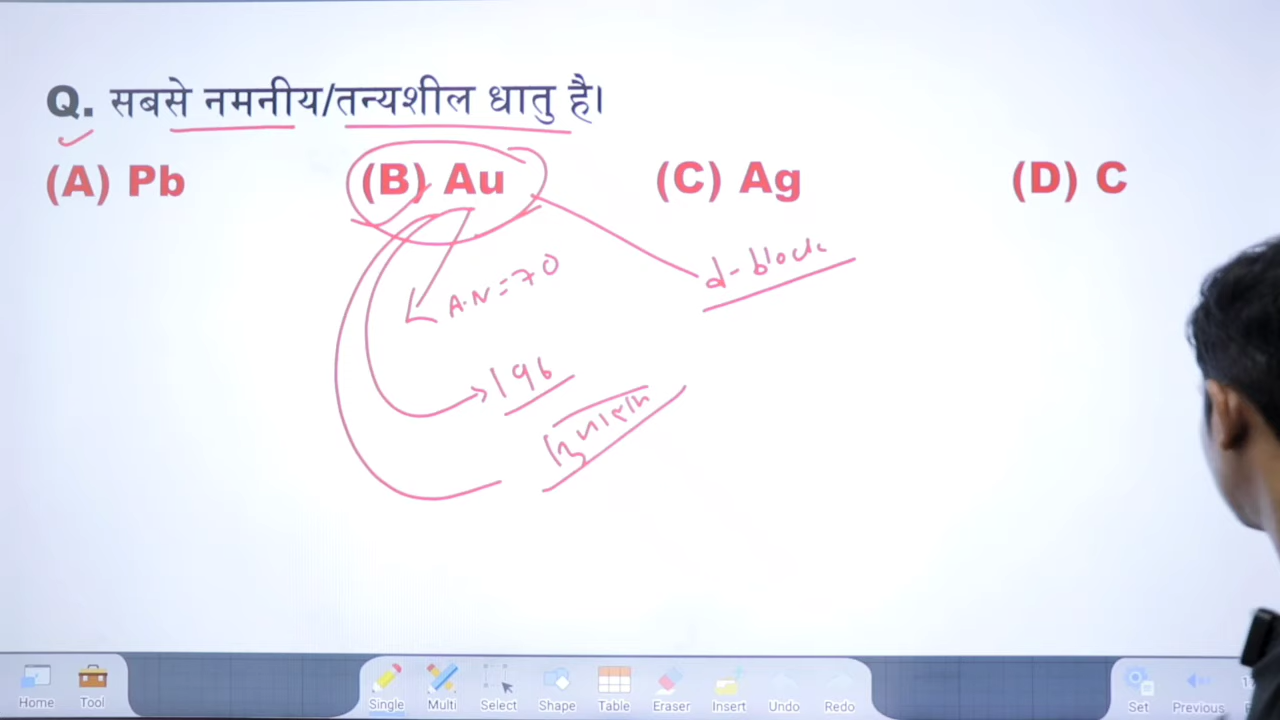 Q. सबसे नमनीय/तन्यशील धातु है।
(A) Pb (B) Au (C) Ag (D) C
d-block
A.N=70
196
Home Tool Single Multi Select Shape Table Eraser Insert Undo Redo Set Previous